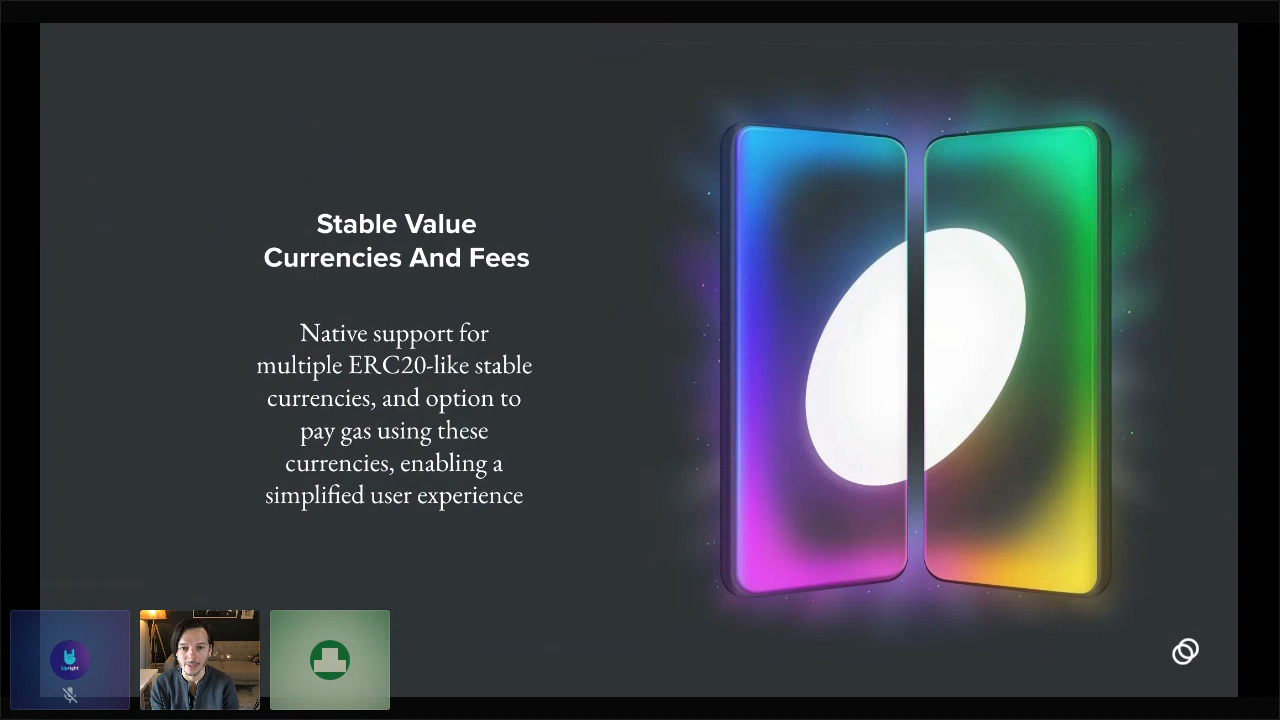 Stable Value
Currencies And Fees
Native support for
multiple ERC20-like stable
currencies, and option to
pay gas using these
currencies, enabling a
simplified user experience
Upright